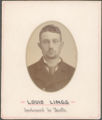 — LOUIS LINGG —
Sentenced to Death.